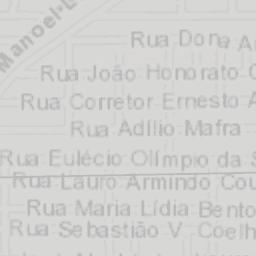 Manoel
Rua Dona
Rua João Honorato
Rua Corretor Ernesto
Rua Adílio Mafra
Rua Eulécio Olímpio da
Rua Lauro Armindo
Rua Maria Lídia Bento
Rua Sebastião V. Coelh